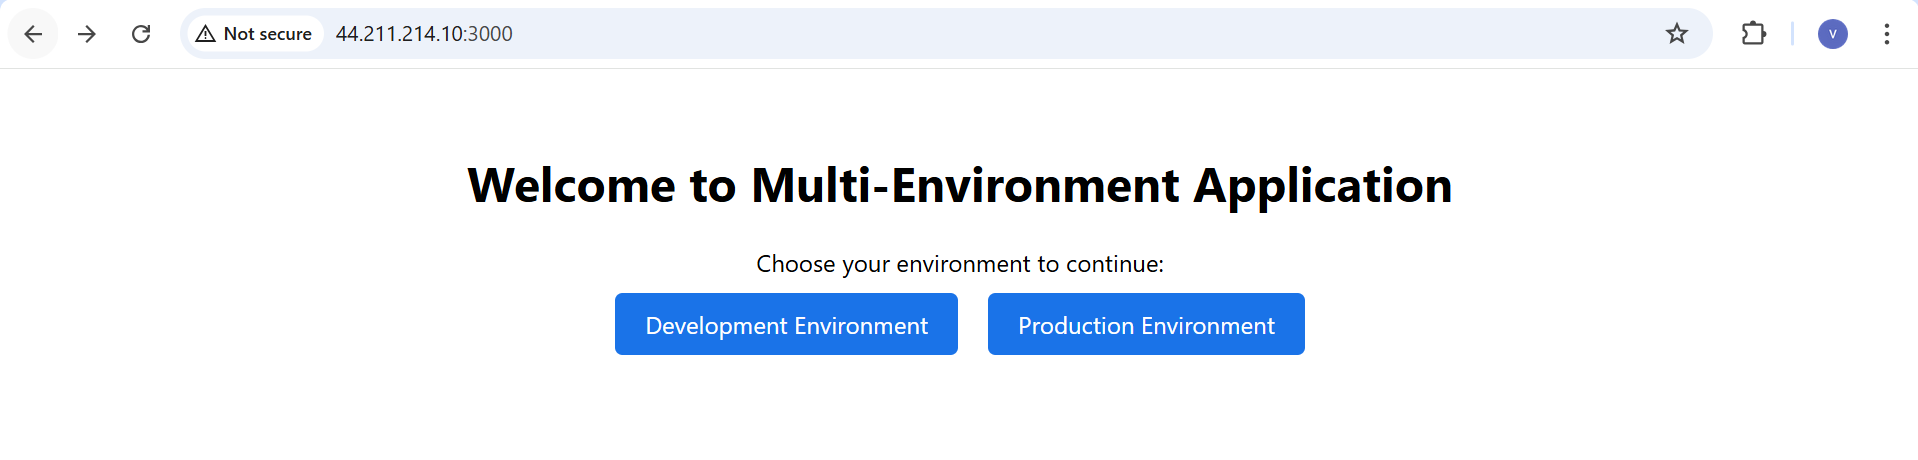 Not secure 44.211.214.10:3000
V
Welcome to Multi-Environment Application
Choose your environment to continue:
Development Environment Production Environment